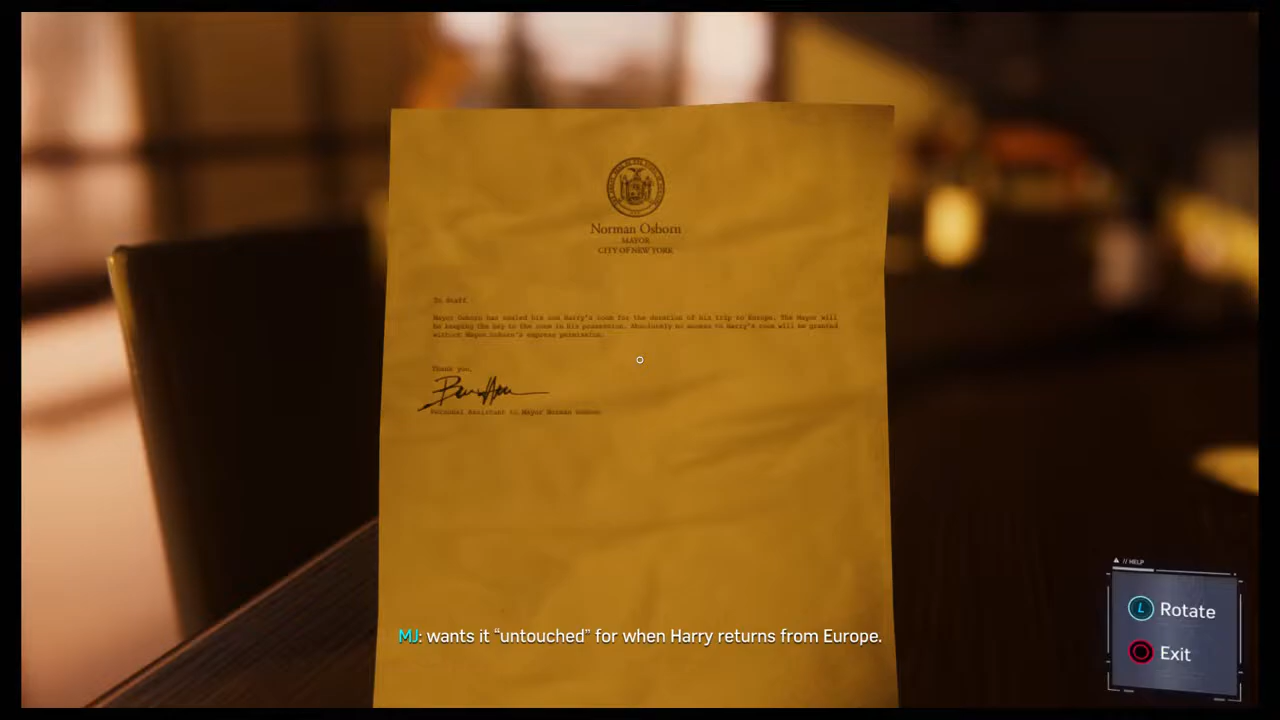 Norman Osborn
MAYOR
CITY OF NEW YORK
To Staff
Mayor Osborn has sealed his son Harry's room for the duration of his trip to Europe. The Mayor will
be keeping the key to the room in his possession. Absolutely no access to Harry's room will be granted
without Mayor Osborn's express permission.
Thank you,
Personal Assistant to Mayor Norman Osborn
MJ: wants it “untouched” for when Harry returns from Europe.
// HELP
L Rotate
Exit